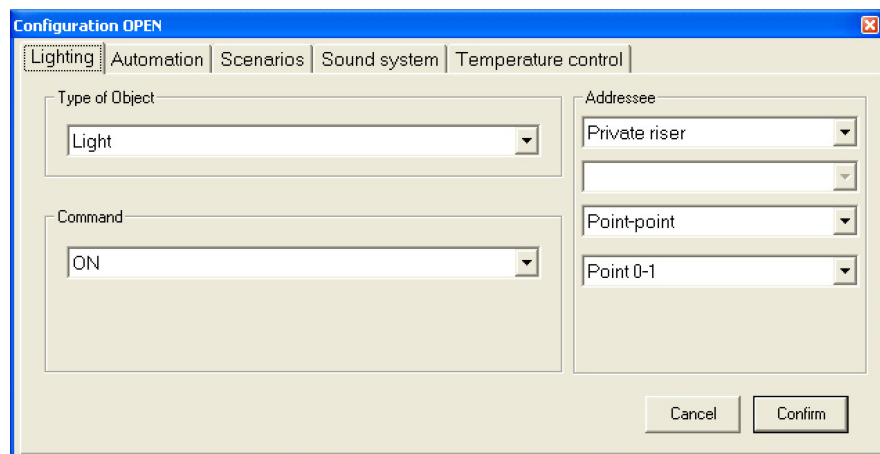 Configuration OPEN
Lighting Automation Scenarios Sound system Temperature control
Type of Object
Light
Command
ON
Addressee
Private riser
Point-point
Point 0-1
Cancel Confirm